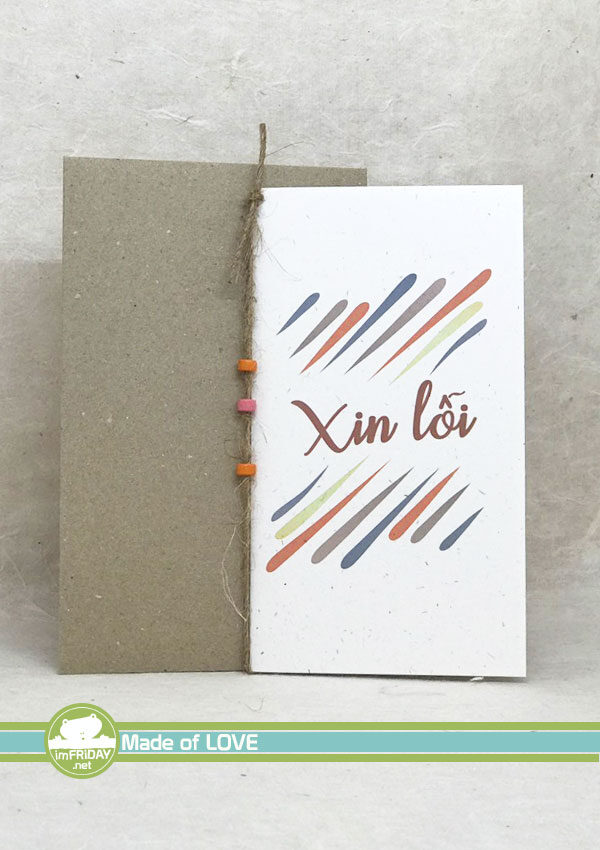 Xin lỗi
imFRiDAY
.net
Made of LOVE